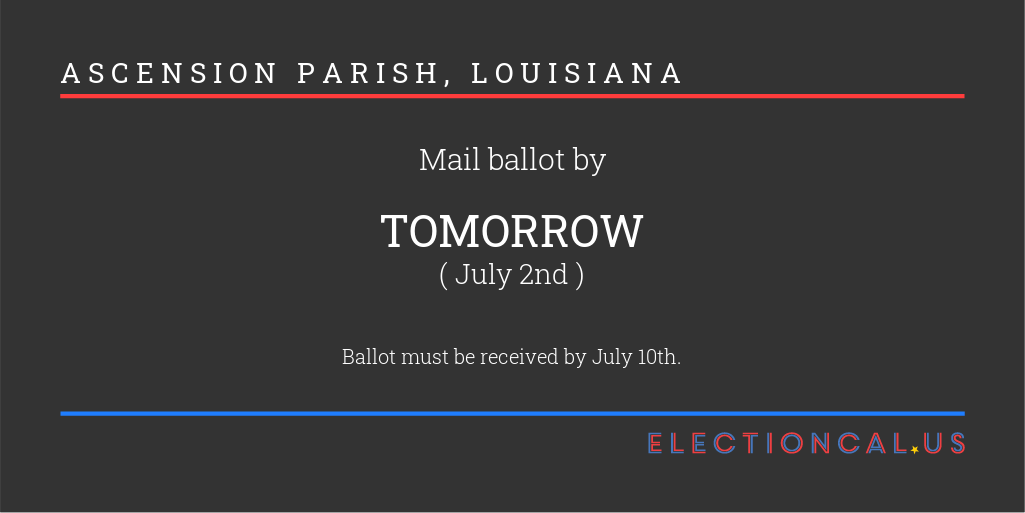 ASCENSION PARISH, LOUISIANA
Mail ballot by
TOMORROW
( July 2nd )
Ballot must be received by July 10th.
ELECTIONCAL.US